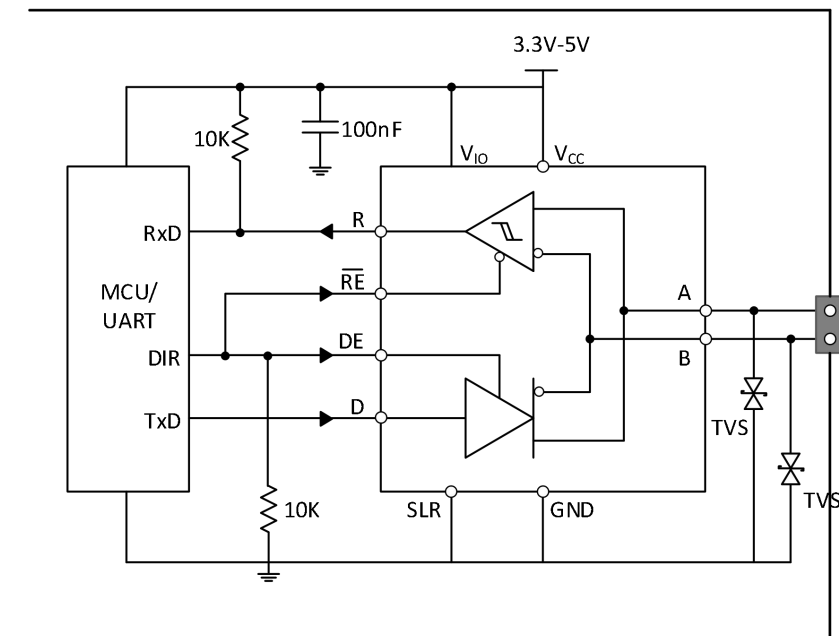 3.3V-5V
10K
100nF
VIO
VCC
RxD
R
MCU/
UART
RE
A
DIR
DE
B
TxD
D
TVS
10K
SLR
GND
TVS